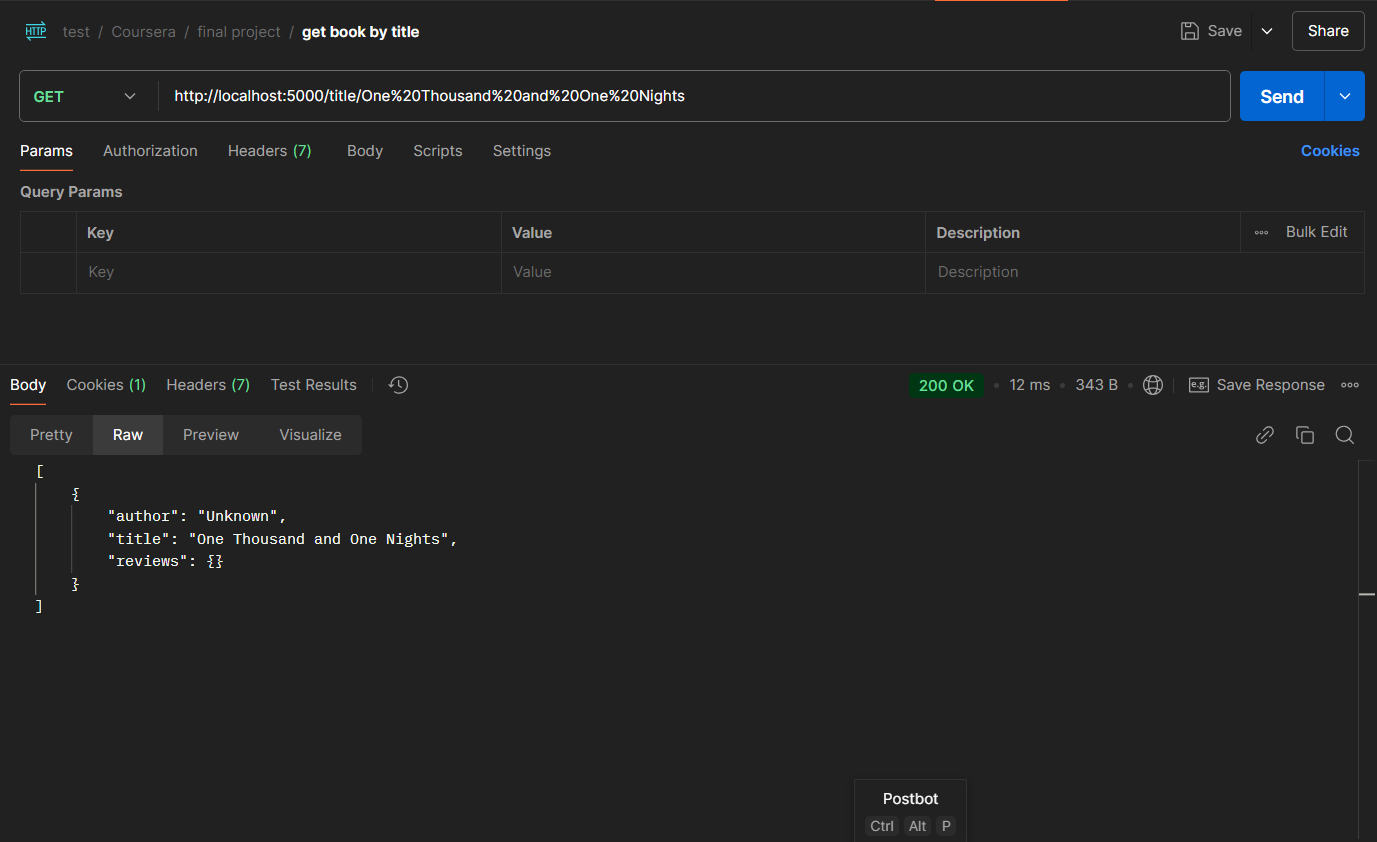 HTTP test / Coursera / final project / get book by title Save Share
GET http://localhost:5000/title/One%20Thousand%20and%20One%20Nights Send
Params Authorization Headers (7) Body Scripts Settings Cookies
Query Params
Key Value Description Bulk Edit
Key Value Description
Body Cookies (1) Headers (7) Test Results 200 OK 12 ms 343 B e.g. Save Response
Pretty Raw Preview Visualize
[
{
"author": "Unknown",
"title": "One Thousand and One Nights",
"reviews": {}
}
]
Postbot
Ctrl Alt P